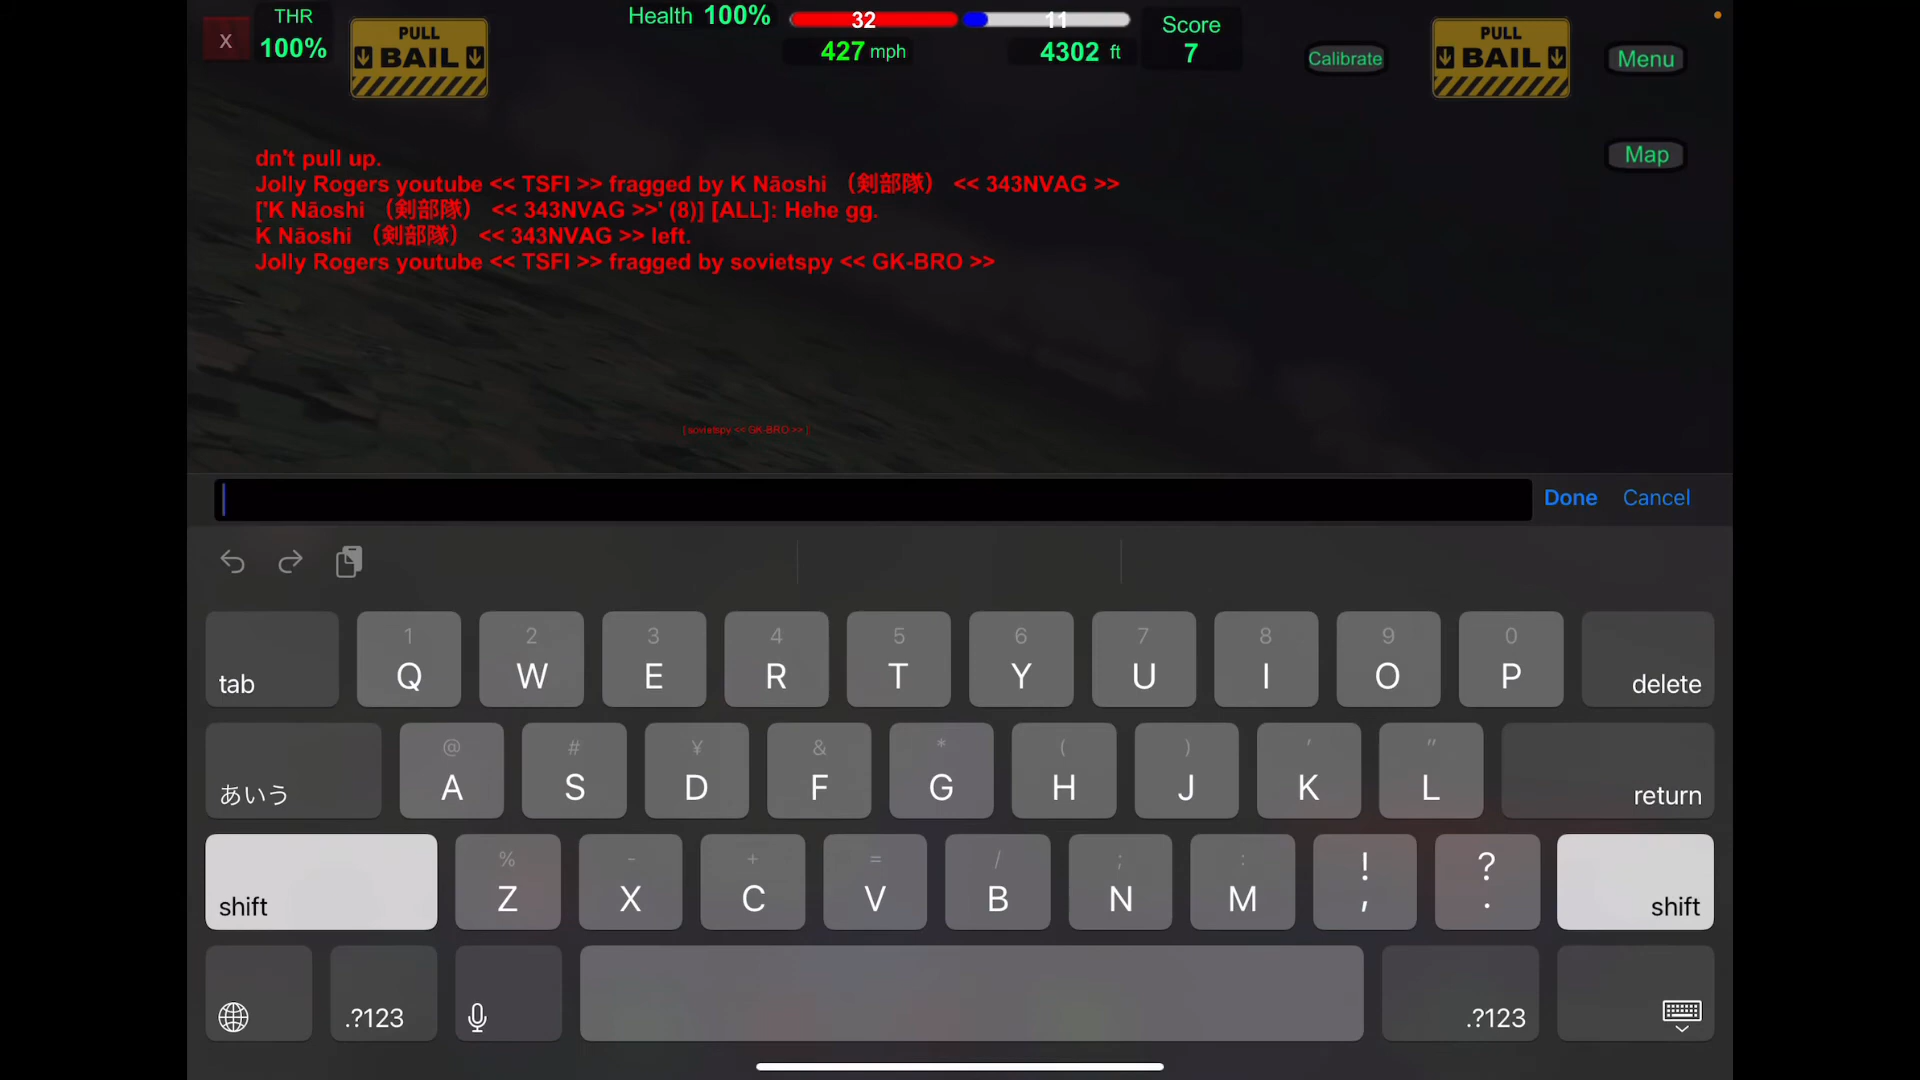 X
THR
100%
PULL
BAIL
Health 100%
32
11
427 mph
4302 ft
Score
7
Calibrate
PULL
BAIL
Menu
Map
dn't pull up.
Jolly Rogers youtube << TSFI >> fragged by K Nāoshi （剣部隊） << 343NVAG >>
['K Nāoshi （剣部隊） << 343NVAG >>' (8)] [ALL]: Hehe gg.
K Nāoshi （剣部隊） << 343NVAG >> left.
Jolly Rogers youtube << TSFI >> fragged by sovietspy << GK-BRO >>
[ sovietspy << GK-BRO >> ]
Done Cancel
1 2 3 4 5 6 7 8 9 0
tab Q W E R T Y U I O P delete
@ # ¥ & * ( ) ' "
あいう A S D F G H J K L return
% - + = / ; : ! ?
shift Z X C V B N M , . shift
.?123 .?123